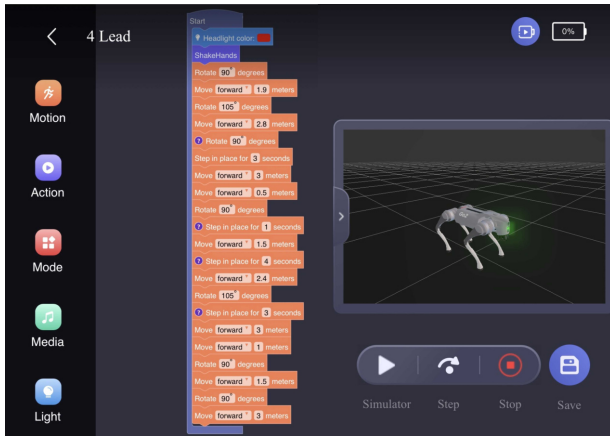 4 Lead
0%
Motion
Action
Mode
Media
Light
Start
Headlight color:
ShakeHands
Rotate 90° degrees
Move forward ˅ 1.9 meters
Rotate 105° degrees
Move forward ˅ 2.8 meters
? Rotate 90° degrees
Step in place for 3 seconds
Move forward ˅ 3 meters
Move forward ˅ 0.5 meters
Rotate 90° degrees
? Step in place for 1 seconds
Move forward ˅ 1.5 meters
? Step in place for 4 seconds
Move forward ˅ 2.4 meters
Rotate 105° degrees
? Step in place for 3 seconds
Move forward ˅ 3 meters
Move forward ˅ 1 meters
Rotate 90° degrees
Move forward ˅ 1.5 meters
Rotate 90° degrees
Move forward ˅ 3 meters
Simulator
Step
Stop
Save